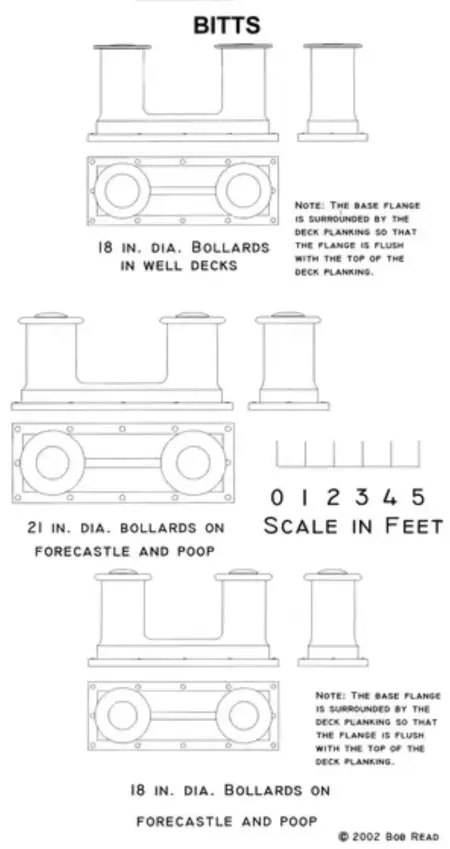 BITTS
18 IN. DIA. BOLLARDS
IN WELL DECKS
NOTE: THE BASE FLANGE
IS SURROUNDED BY THE
DECK PLANKING SO THAT
THE FLANGE IS FLUSH
WITH THE TOP OF THE
DECK PLANKING.
21 IN. DIA. BOLLARDS ON
FORECASTLE AND POOP
0 1 2 3 4 5
SCALE IN FEET
NOTE: THE BASE FLANGE
IS SURROUNDED BY THE
DECK PLANKING SO THAT
THE FLANGE IS FLUSH
WITH THE TOP OF THE
DECK PLANKING.
18 IN. DIA. BOLLARDS ON
FORECASTLE AND POOP
© 2002 BOB READ